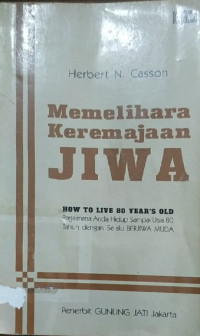 Herbert N. Casson
Memelihara
Keremajaan
JIWA
HOW TO LIVE 80 YEAR'S OLD
Bagaimana Anda Hidup Sampai Usia 80
Tahun dengan Selalu BERJIWA MUDA
Penerbit GUNUNG JATI Jakarta